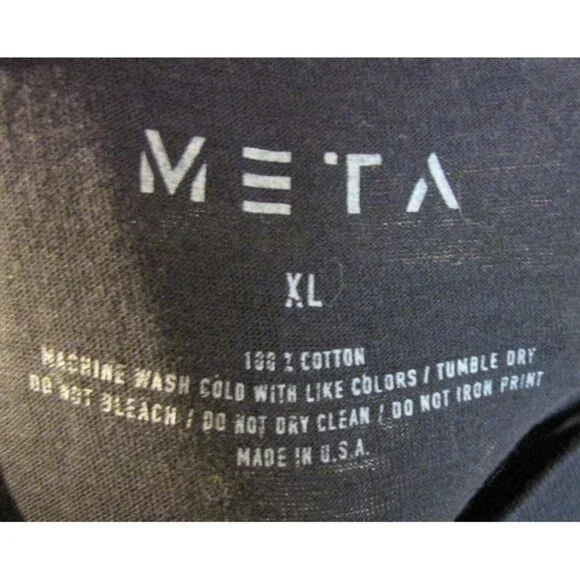 META
XL
100 % COTTON
MACHINE WASH COLD WITH LIKE COLORS / TUMBLE DRY
DO NOT BLEACH / DO NOT DRY CLEAN / DO NOT IRON PRINT
MADE IN U.S.A.